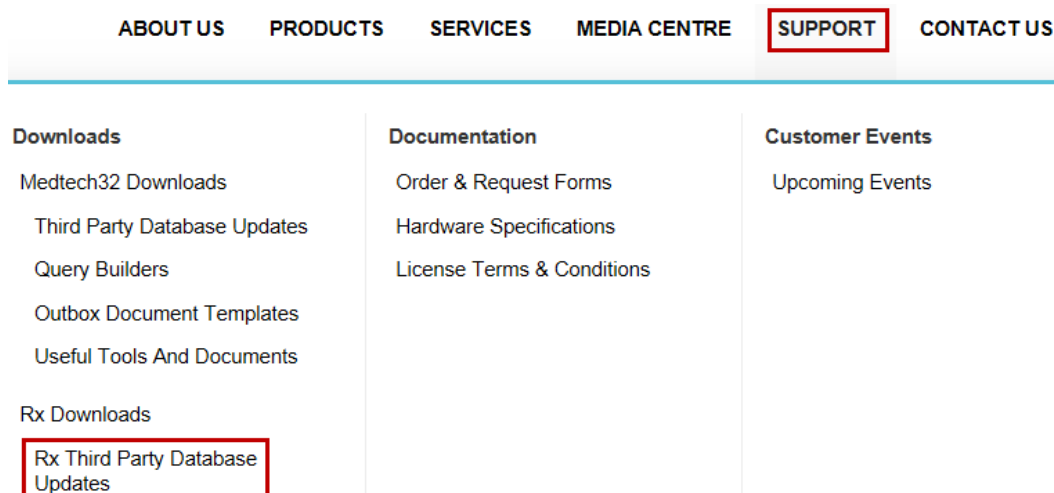 ABOUT US PRODUCTS SERVICES MEDIA CENTRE SUPPORT CONTACT US
Downloads
Medtech32 Downloads
Third Party Database Updates
Query Builders
Outbox Document Templates
Useful Tools And Documents
Rx Downloads
Rx Third Party Database
Updates
Documentation
Order & Request Forms
Hardware Specifications
License Terms & Conditions
Customer Events
Upcoming Events